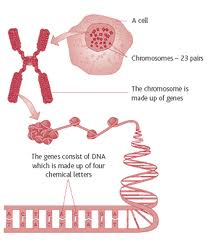 A cell
Chromosomes – 23 pairs
The chromosome is
made up of genes
The genes consist of DNA
which is made up of four
chemical letters